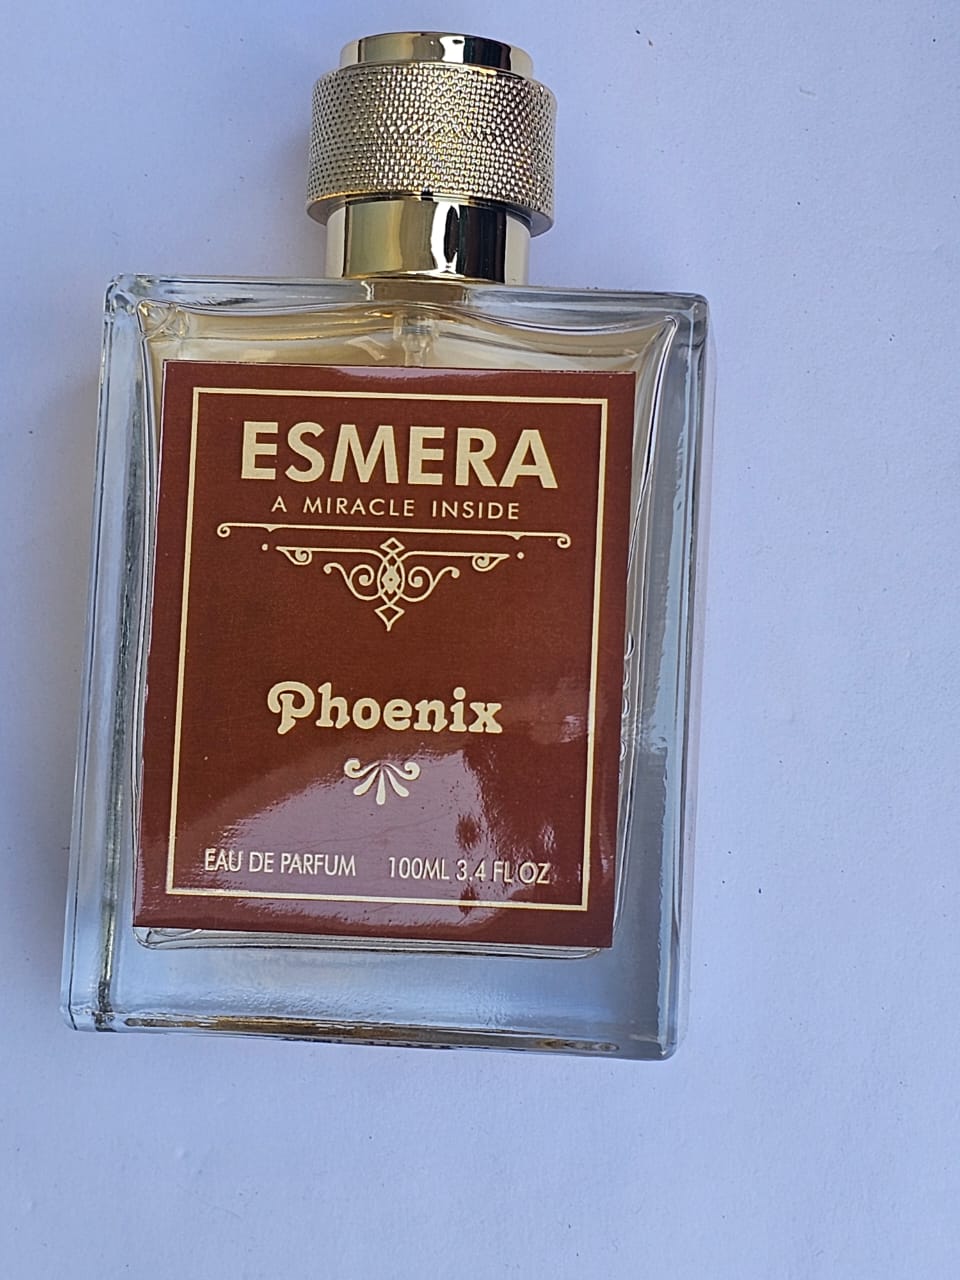 ESMERA
A MIRACLE INSIDE
Phoenix
EAU DE PARFUM 100ML 3.4 FL OZ